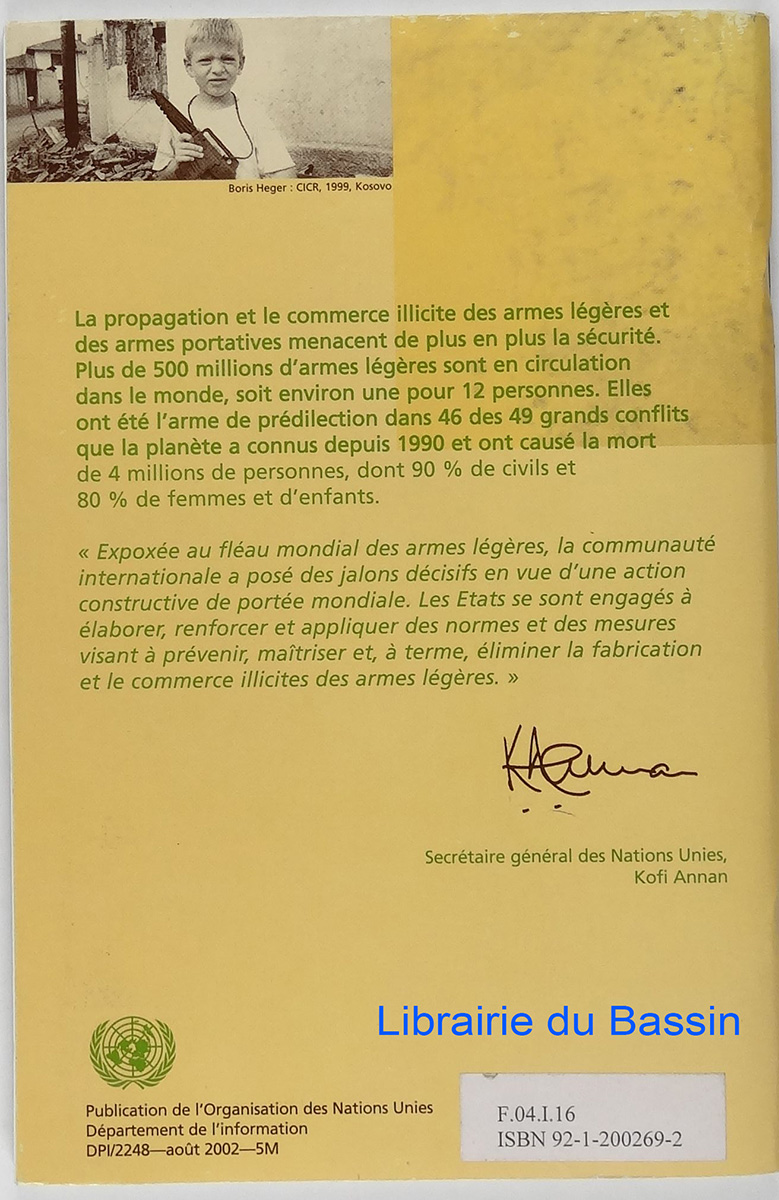 Boris Heger : CICR, 1999, Kosovo
La propagation et le commerce illicite des armes légères et
des armes portatives menacent de plus en plus la sécurité.
Plus de 500 millions d'armes légères sont en circulation
dans le monde, soit environ une pour 12 personnes. Elles
ont été l'arme de prédilection dans 46 des 49 grands conflits
que la planète a connus depuis 1990 et ont causé la mort
de 4 millions de personnes, dont 90 % de civils et
80 % de femmes et d'enfants.
« Expoxée au fléau mondial des armes légères, la communauté
internationale a posé des jalons décisifs en vue d'une action
constructive de portée mondiale. Les Etats se sont engagés à
élaborer, renforcer et appliquer des normes et des mesures
visant à prévenir, maîtriser et, à terme, éliminer la fabrication
et le commerce illicites des armes légères. »
Secrétaire général des Nations Unies,
Kofi Annan
Librairie du Bassin
Publication de l'Organisation des Nations Unies
Département de l'information
DPI/2248—août 2002—5M
F.04.I.16
ISBN 92-1-200269-2